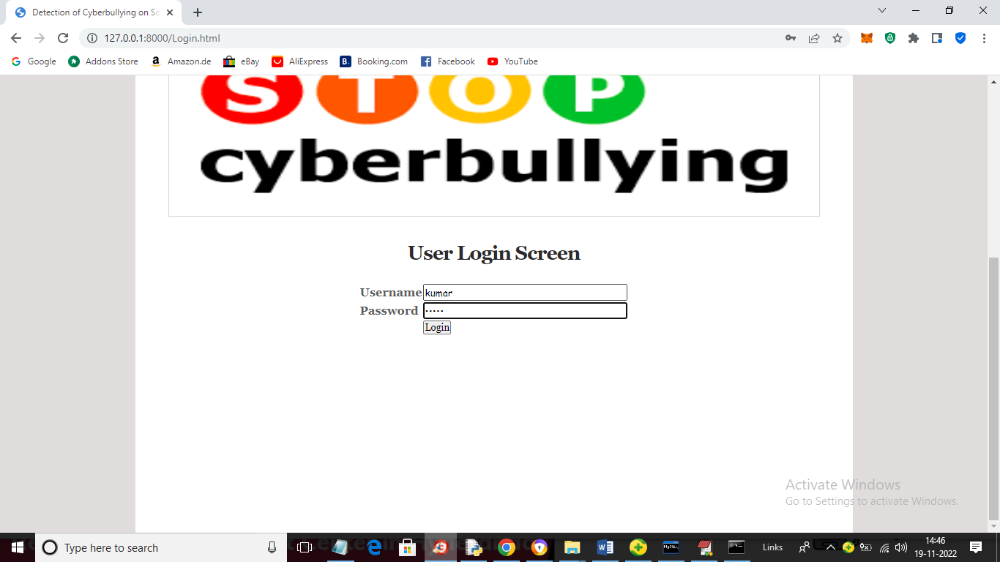 Detection of Cyberbullying on So
127.0.0.1:8000/Login.html
Google Addons Store Amazon.de eBay AliExpress Booking.com Facebook YouTube
STOP
cyberbullying
User Login Screen
Username kumar
Password •••••
Login
Activate Windows
Go to Settings to activate Windows.
Type here to search
Links
14:46
19-11-2022